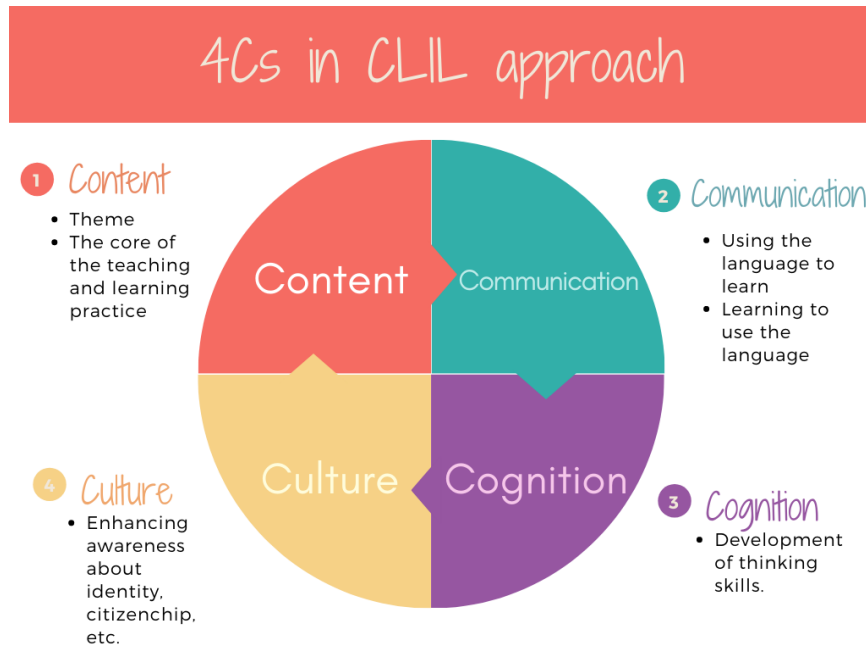 4Cs in CLIL approach
1 Content
• Theme
• The core of
the teaching
and learning
practice
2 Communication
• Using the
language to
learn
• Learning to
use the
language
Content
Communication
Culture
Cognition
4 Culture
• Enhancing
awareness
about
identity,
citizenchip,
etc.
3 Cognition
• Development
of thinking
skills.